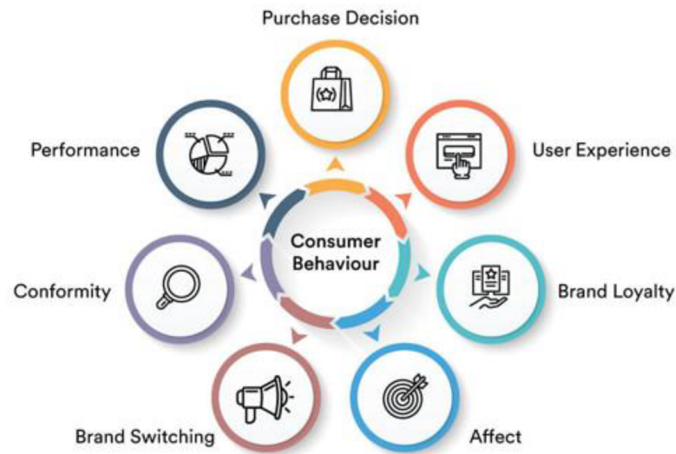 Purchase Decision
Performance
User Experience
Consumer
Behaviour
Conformity
Brand Loyalty
Brand Switching
Affect